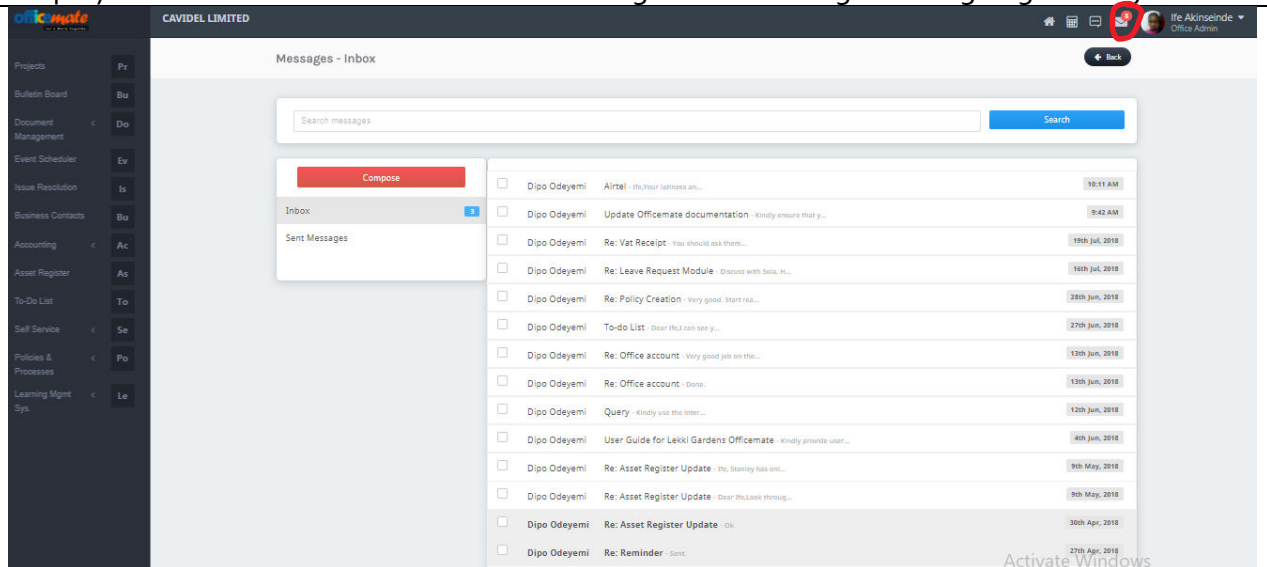 officemate
CAVIDEL LIMITED
Ife Akinseinde
Office Admin
Messages - Inbox
Back
Projects Pr
Bulletin Board Bu
Document Management Do
Event Scheduler Ev
Issue Resolution Is
Business Contacts Bu
Accounting Ac
Asset Register As
To-Do List To
Self Service Se
Policies & Processes Po
Learning Mgmt Sys. Le
Search messages
Search
Compose
Inbox 3
Sent Messages
Dipo Odeyemi Airtel - Ife,Your laziness an... 10:11 AM
Dipo Odeyemi Update Officemate documentation - Kindly ensure that y... 9:42 AM
Dipo Odeyemi Re: Vat Receipt - You should ask them... 19th Jul, 2018
Dipo Odeyemi Re: Leave Request Module - Discuss with Sola, H... 16th Jul, 2018
Dipo Odeyemi Re: Policy Creation - Very good. Start rea... 28th Jun, 2018
Dipo Odeyemi To-do List - Dear Ife,I can see y... 27th Jun, 2018
Dipo Odeyemi Re: Office account - Very good job on the... 13th Jun, 2018
Dipo Odeyemi Re: Office account - Done. 13th Jun, 2018
Dipo Odeyemi Query - Kindly use the inter... 12th Jun, 2018
Dipo Odeyemi User Guide for Lekki Gardens Officemate - Kindly provide user... 4th Jun, 2018
Dipo Odeyemi Re: Asset Register Update - Ife, Stanley has onl... 9th May, 2018
Dipo Odeyemi Re: Asset Register Update - Dear Ife,Look throug... 9th May, 2018
Dipo Odeyemi Re: Asset Register Update - Ok 30th Apr, 2018
Dipo Odeyemi Re: Reminder - Sent. 27th Apr, 2018
Activate Windows